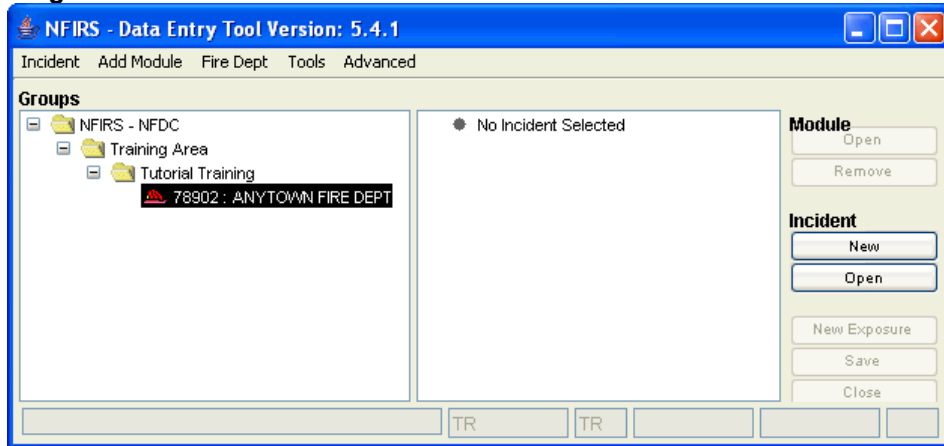 NFIRS - Data Entry Tool Version: 5.4.1
Incident Add Module Fire Dept Tools Advanced
Groups
NFIRS - NFDC
Training Area
Tutorial Training
78902 : ANYTOWN FIRE DEPT
No Incident Selected
Module
Open
Remove
Incident
New
Open
New Exposure
Save
Close
TR TR